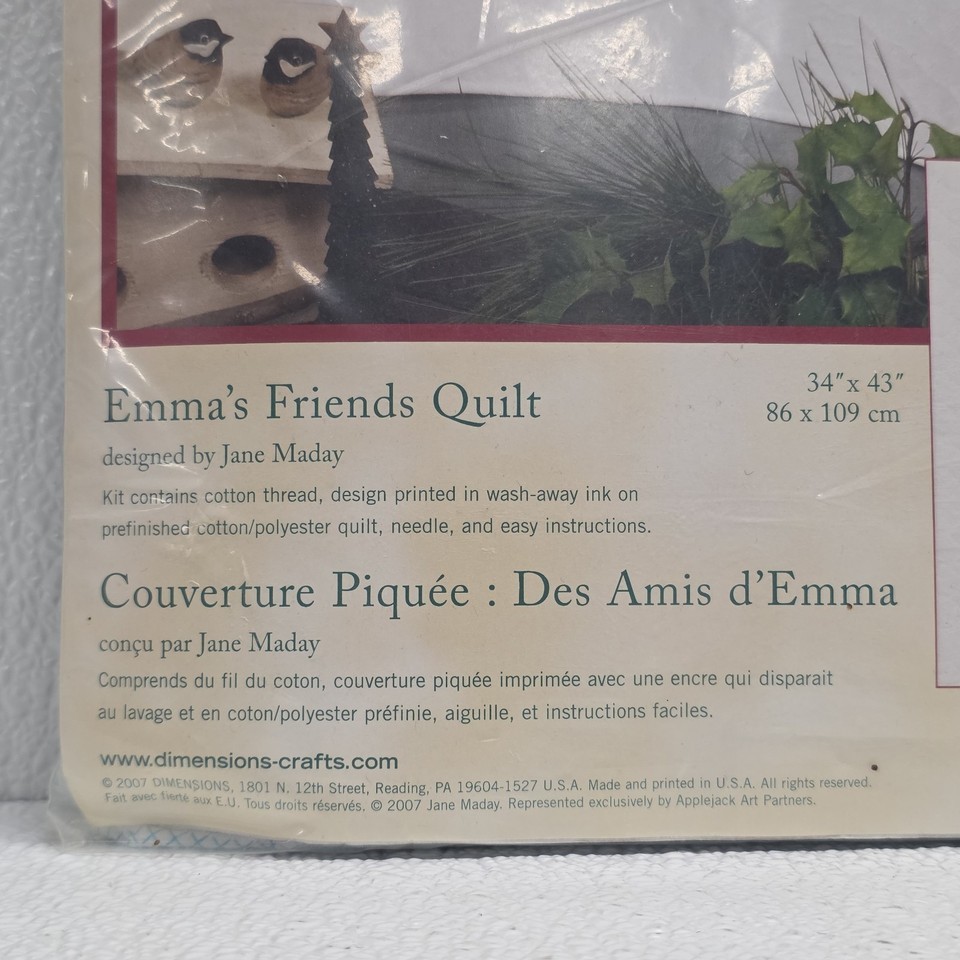 Emma's Friends Quilt
34" x 43"
86 x 109 cm
designed by Jane Maday
Kit contains cotton thread, design printed in wash-away ink on
prefinished cotton/polyester quilt, needle, and easy instructions.
Couverture Piquée : Des Amis d'Emma
conçu par Jane Maday
Comprends du fil du coton, couverture piquée imprimée avec une encre qui disparait
au lavage et en coton/polyester préfinie, aiguille, et instructions faciles.
www.dimensions-crafts.com
© 2007 DIMENSIONS, 1801 N. 12th Street, Reading, PA 19604-1527 U.S.A. Made and printed in U.S.A. All rights reserved.
Fait avec fierté aux E.U. Tous droits réservés. © 2007 Jane Maday. Represented exclusively by Applejack Art Partners.